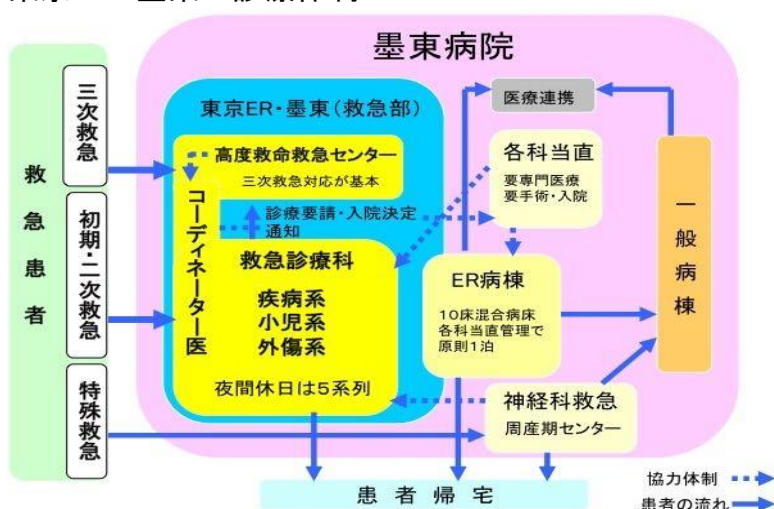 墨東病院
救急患者
三次救急
初期・二次救急
特殊救急
東京ER・墨東(救急部)
高度救命救急センター
三次救急対応が基本
コーディネーター医
診療要請・入院決定
通知
救急診療科
疾病系
小児系
外傷系
夜間休日は5系列
医療連携
各科当直
要専門医療
要手術・入院
ER病棟
10床混合病床
各科当直管理で
原則1泊
一般病棟
神経科救急
周産期センター
患者帰宅
協力体制
患者の流れ